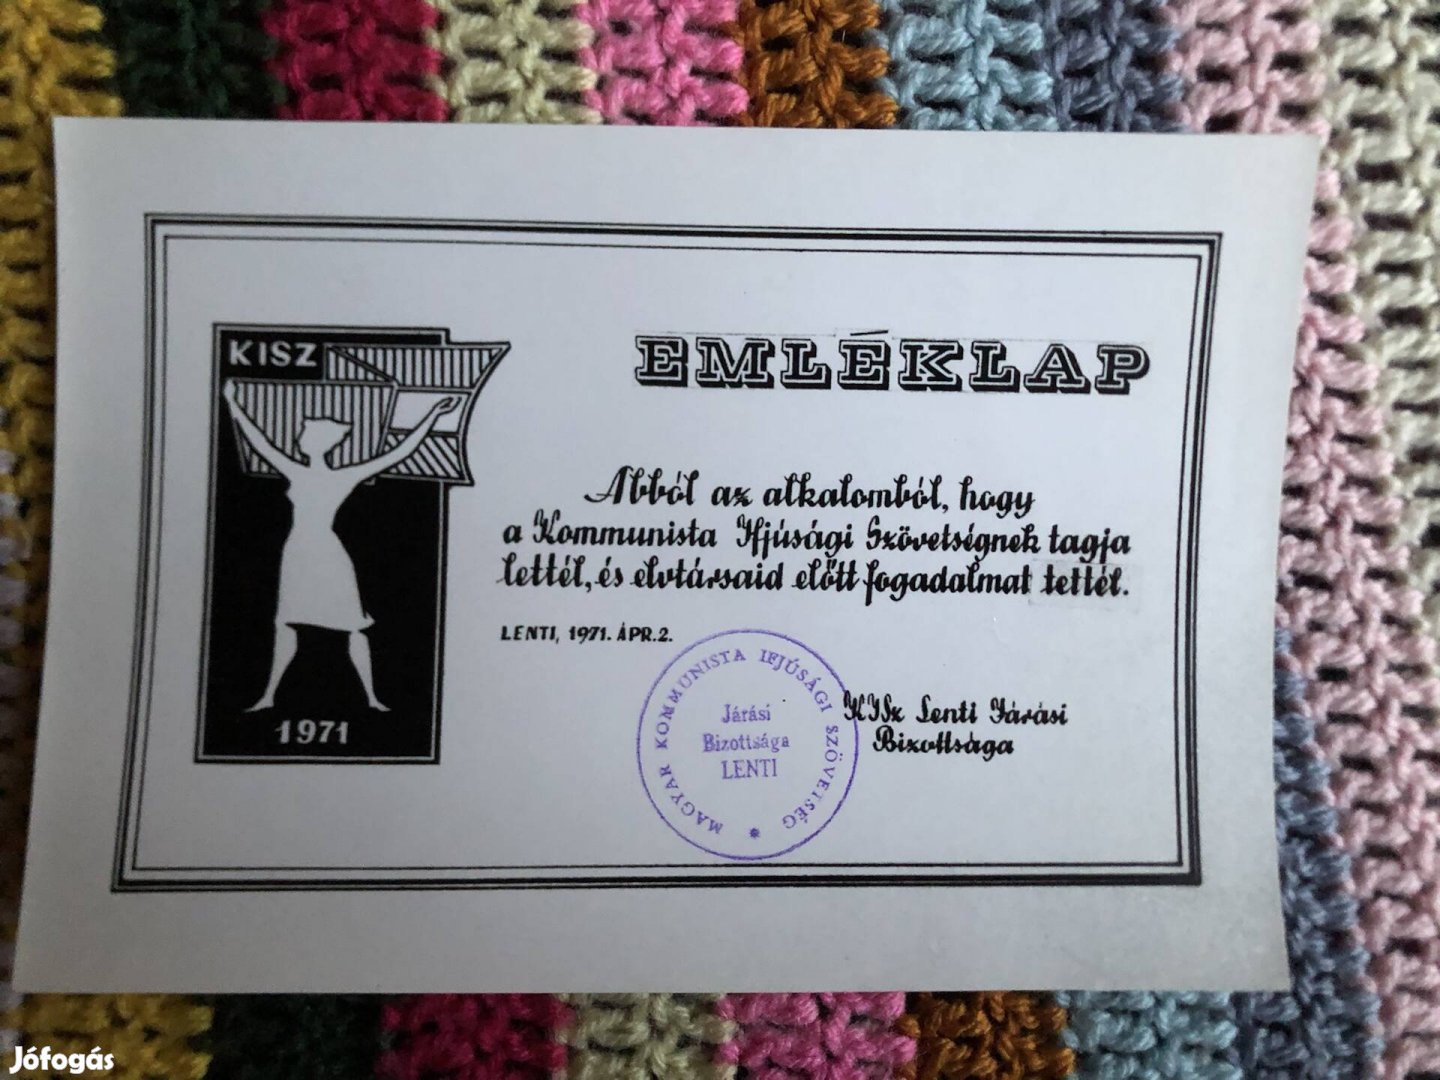 KISZ
1971
EMLÉKLAP
Abból az alkalomból, hogy
a Kommunista Ifjúsági Szövetségnek tagja
lettél, és elvtársaid előtt fogadalmat tettél.
LENTI, 1971. ÁPR. 2.
MAGYAR KOMMUNISTA IFJÚSÁGI SZÖVETSÉG *
Járási
Bizottsága
LENTI
KISz Lenti Járási
Bizottsága
Jófogás